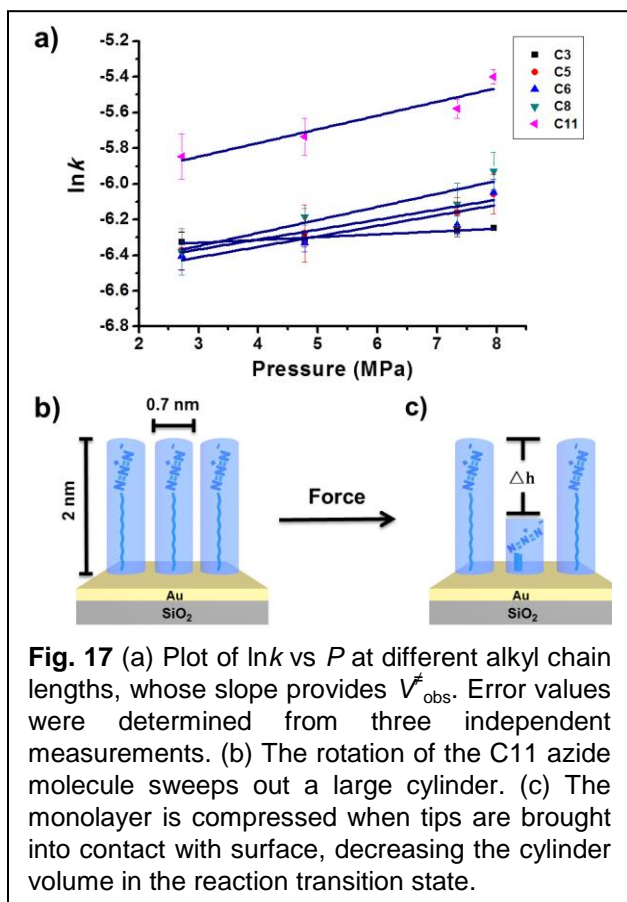 a)
-5.2
-5.4
-5.6
-5.8
-6.0
-6.2
-6.4
-6.6
-6.8
lnk
2 3 4 5 6 7 8 9
Pressure (MPa)
C3
C5
C6
C8
C11
b)
0.7 nm
2 nm
N=N=N
+
-
N=N=N
+
-
N=N=N
+
-
Au
SiO₂
Force
c)
Δh
N=N=N
+
-
N=N=N
+
-
N=N=N
+
-
Au
SiO₂
Fig. 17 (a) Plot of lnk vs P at different alkyl chain
lengths, whose slope provides V≠obs. Error values
were determined from three independent
measurements. (b) The rotation of the C11 azide
molecule sweeps out a large cylinder. (c) The
monolayer is compressed when tips are brought
into contact with surface, decreasing the cylinder
volume in the reaction transition state.